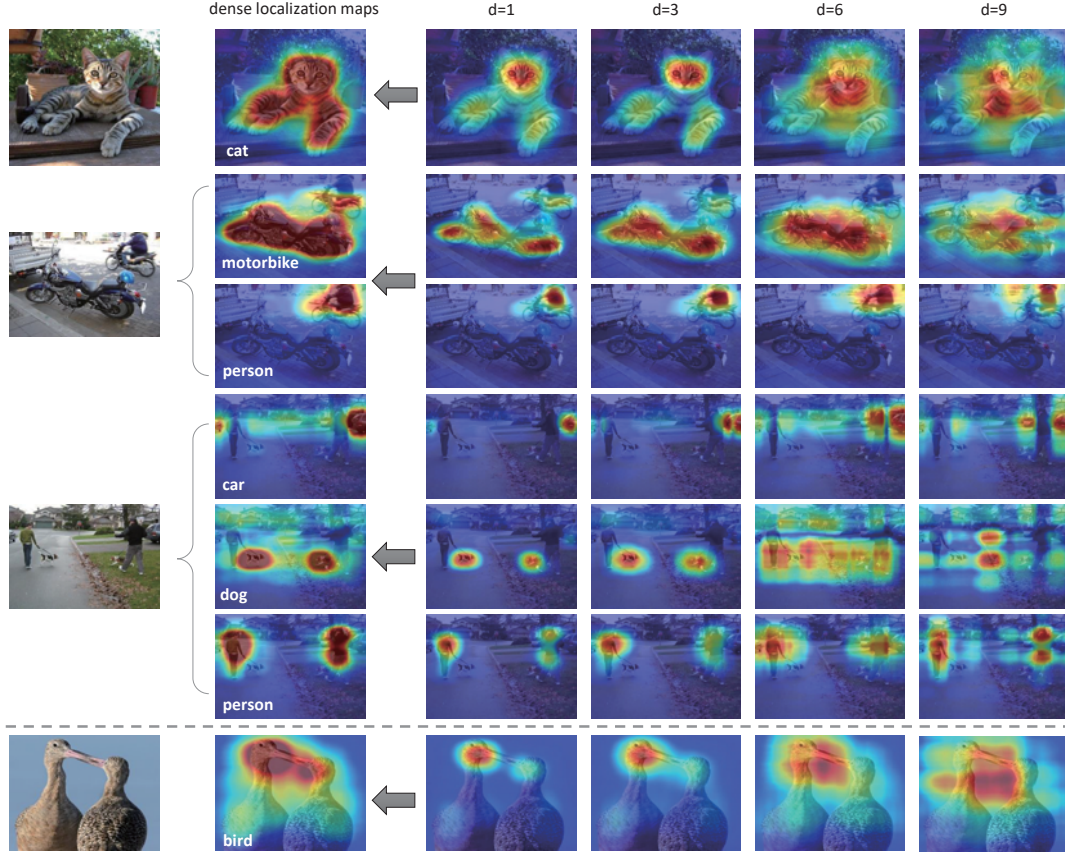 dense localization maps d=1 d=3 d=6 d=9
cat
motorbike
person
car
dog
person
bird